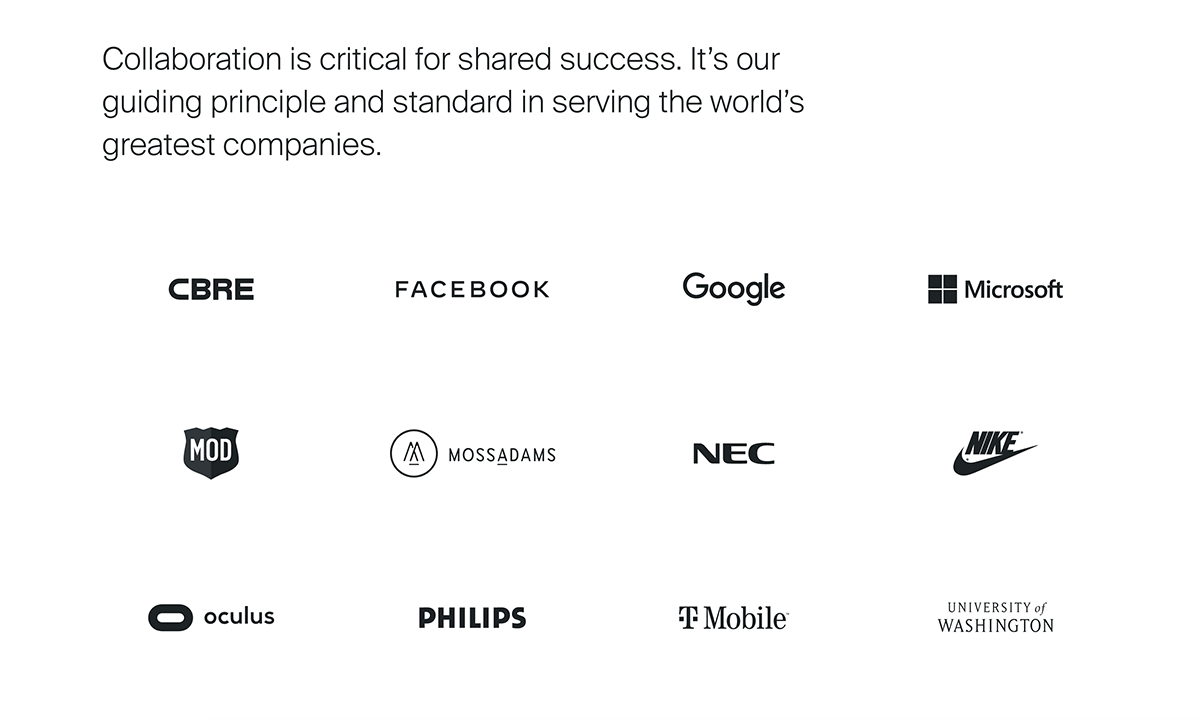 Collaboration is critical for shared success. It’s our
guiding principle and standard in serving the world’s
greatest companies.
CBRE
FACEBOOK
Google
Microsoft
MOD
MOSSADAMS
NEC
NIKE
oculus
PHILIPS
T Mobile
UNIVERSITY of
WASHINGTON